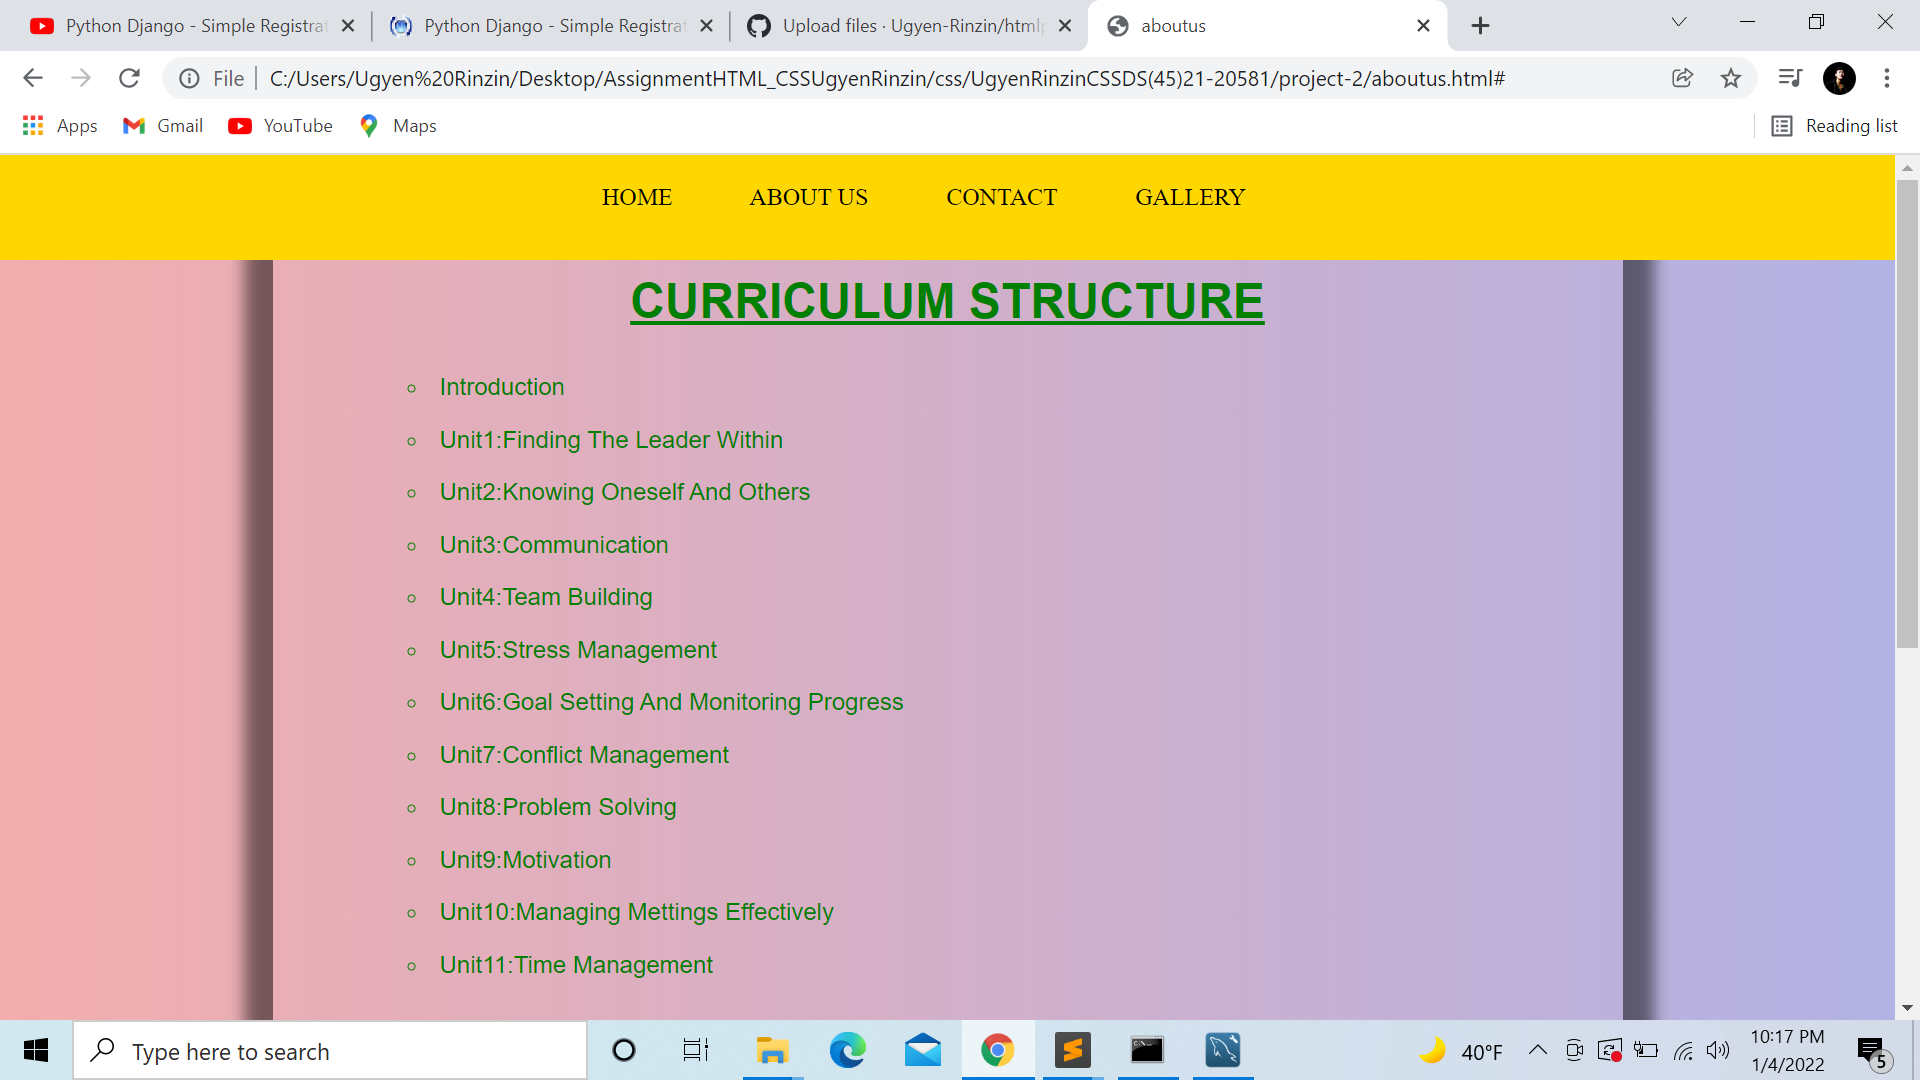 Python Django - Simple Registrat
Python Django - Simple Registrat
Upload files · Ugyen-Rinzin/htmlp
aboutus
File
C:/Users/Ugyen%20Rinzin/Desktop/AssignmentHTML_CSSUgyenRinzin/css/UgyenRinzinCSSDS(45)21-20581/project-2/aboutus.html#
Apps
Gmail
YouTube
Maps
Reading list
HOME
ABOUT US
CONTACT
GALLERY
CURRICULUM STRUCTURE
Introduction
Unit1:Finding The Leader Within
Unit2:Knowing Oneself And Others
Unit3:Communication
Unit4:Team Building
Unit5:Stress Management
Unit6:Goal Setting And Monitoring Progress
Unit7:Conflict Management
Unit8:Problem Solving
Unit9:Motivation
Unit10:Managing Mettings Effectively
Unit11:Time Management
Type here to search
40°F
10:17 PM
1/4/2022
5